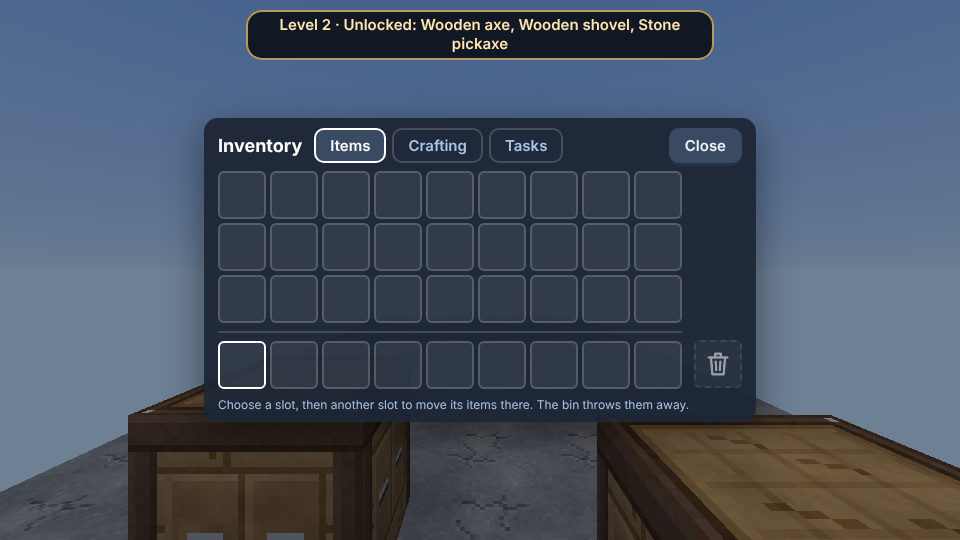 Level 2 · Unlocked: Wooden axe, Wooden shovel, Stone
pickaxe
Inventory Items Crafting Tasks Close
Choose a slot, then another slot to move its items there. The bin throws them away.